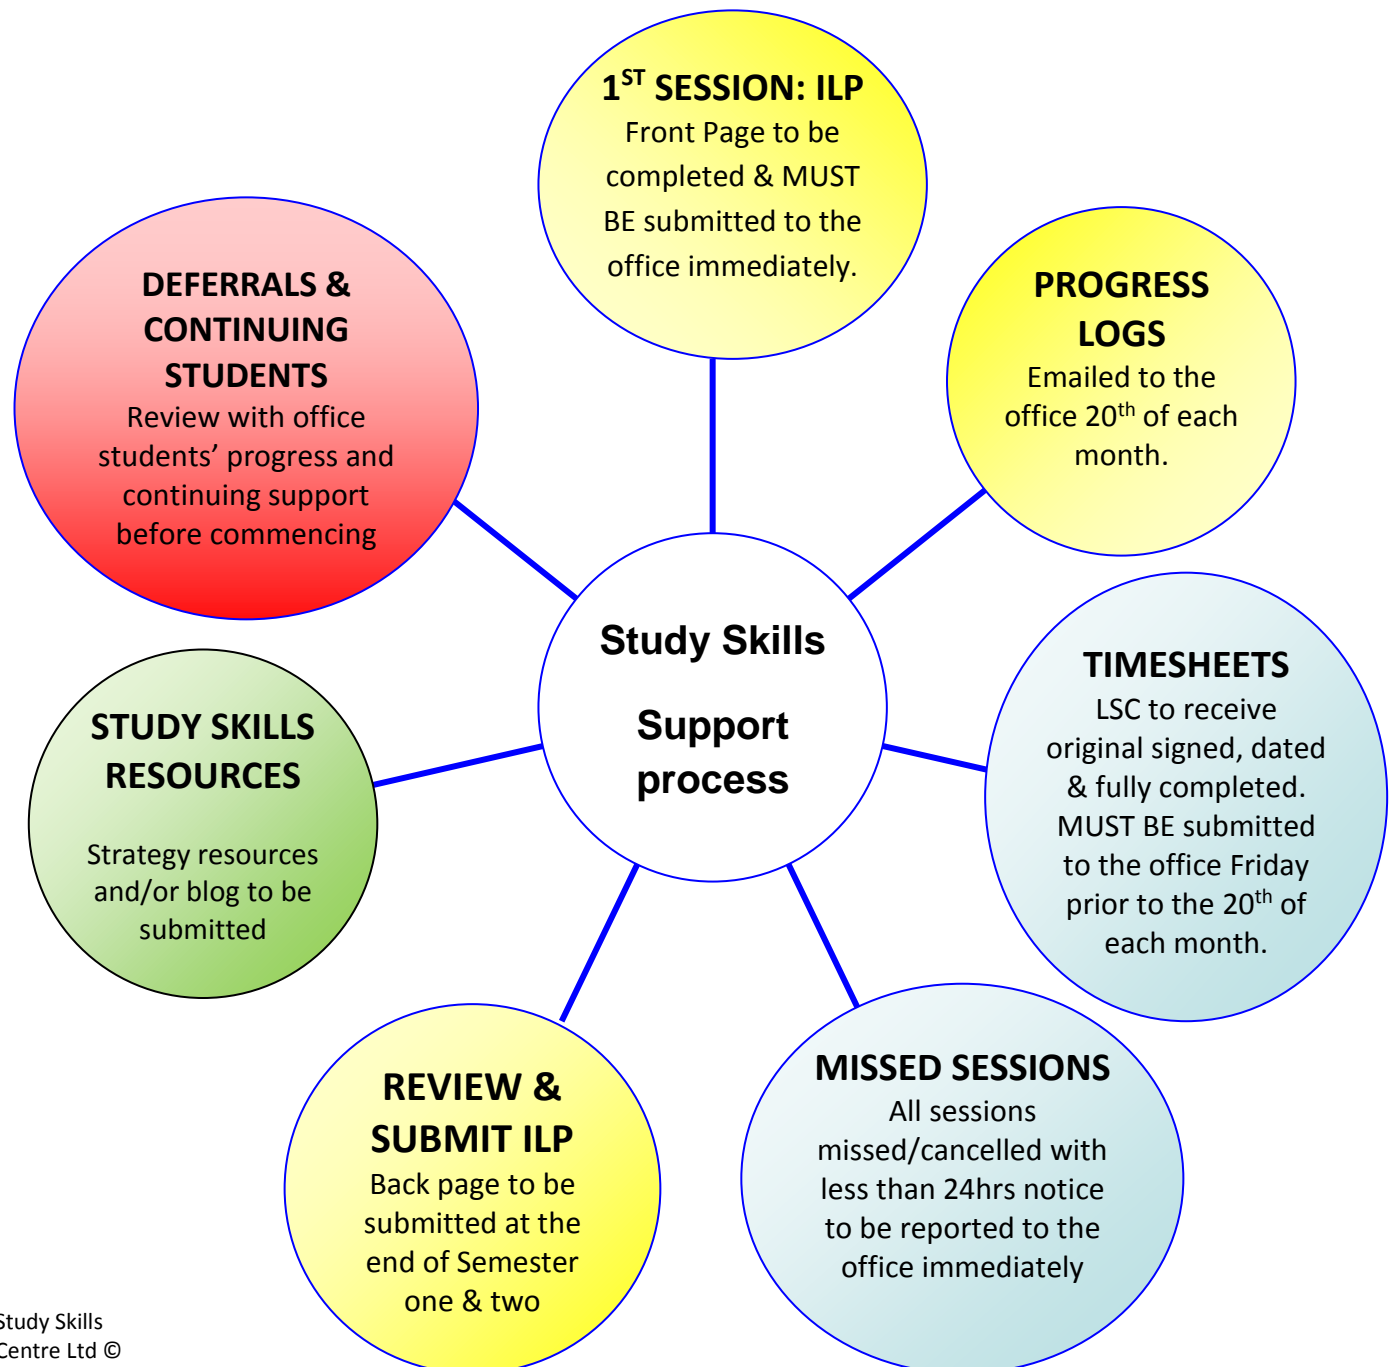 1ST SESSION: ILP
Front Page to be
completed & MUST
BE submitted to the
office immediately.
PROGRESS
LOGS
Emailed to the
office 20th of each
month.
TIMESHEETS
LSC to receive
original signed, dated
& fully completed.
MUST BE submitted
to the office Friday
prior to the 20th of
each month.
MISSED SESSIONS
All sessions
missed/cancelled with
less than 24hrs notice
to be reported to the
office immediately
REVIEW &
SUBMIT ILP
Back page to be
submitted at the
end of Semester
one & two
STUDY SKILLS
RESOURCES
Strategy resources
and/or blog to be
submitted
DEFERRALS &
CONTINUING
STUDENTS
Review with office
students’ progress and
continuing support
before commencing
Study Skills
Support
process
Study Skills
Centre Ltd ©